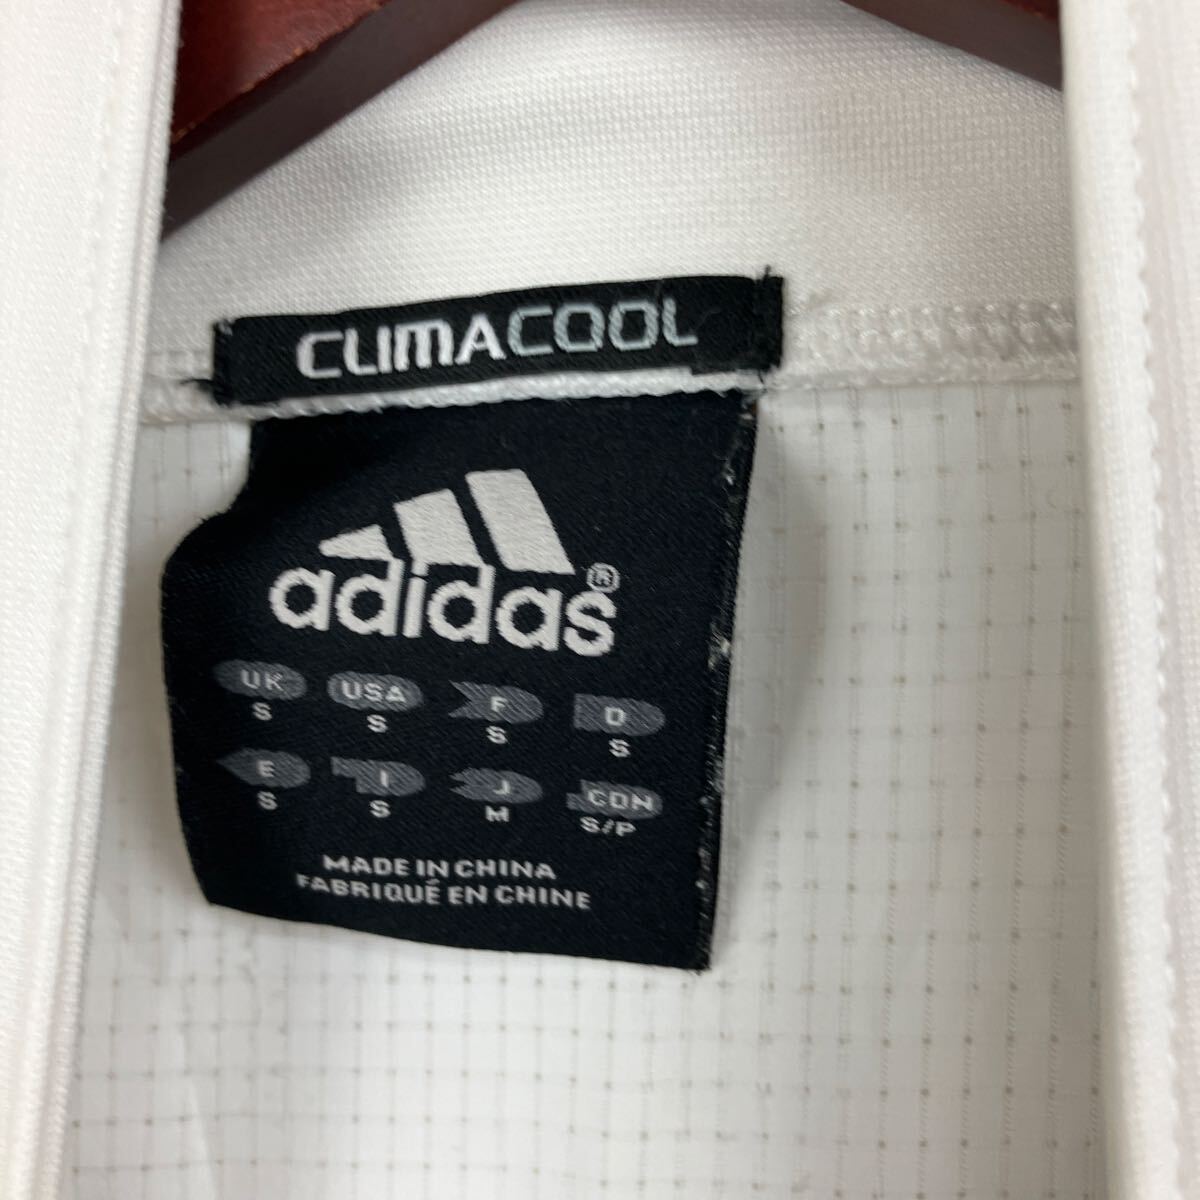 CLIMACOOL
adidas®
UK USA F D
S S S S
E I J CDN
S S M S/P
MADE IN CHINA
FABRIQUÉ EN CHINE